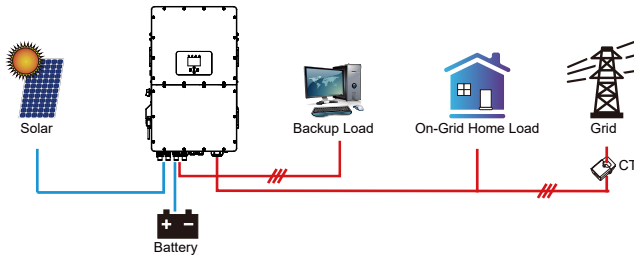 Solar
Backup Load
On-Grid Home Load
Grid
CT
Battery